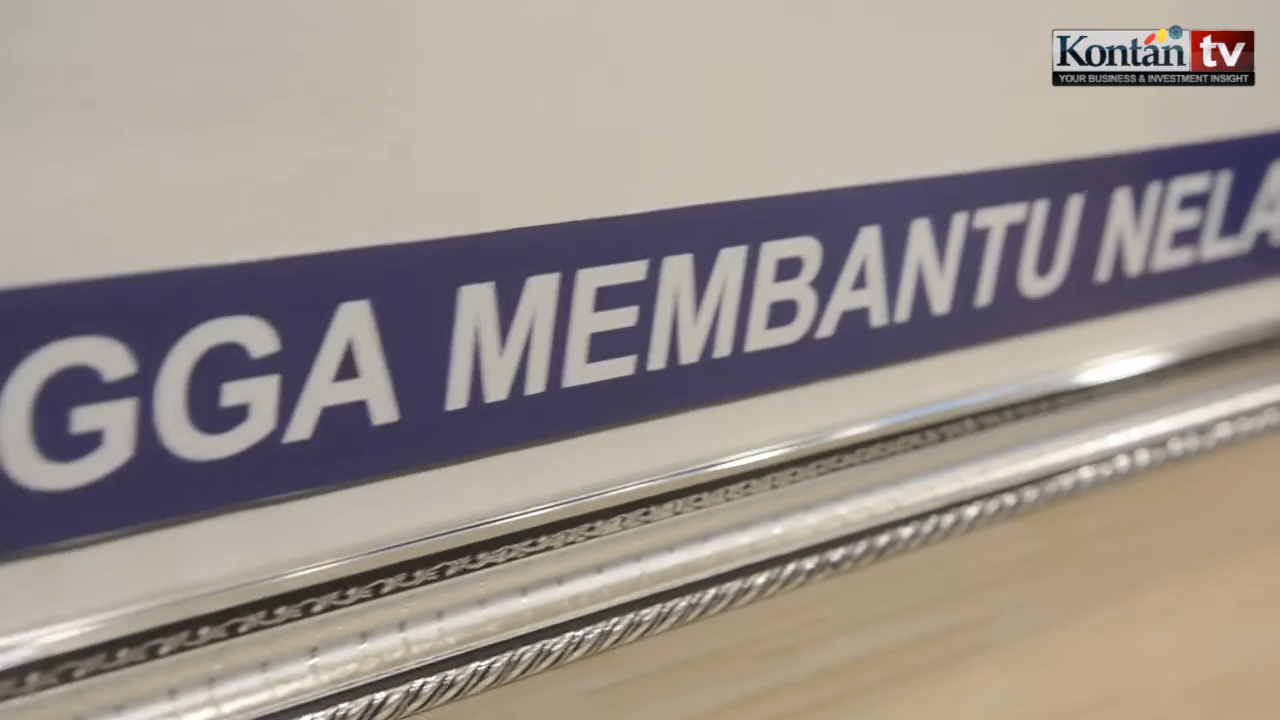 Kontan tv
YOUR BUSINESS & INVESTMENT INSIGHT
GGA MEMBANTU NELA